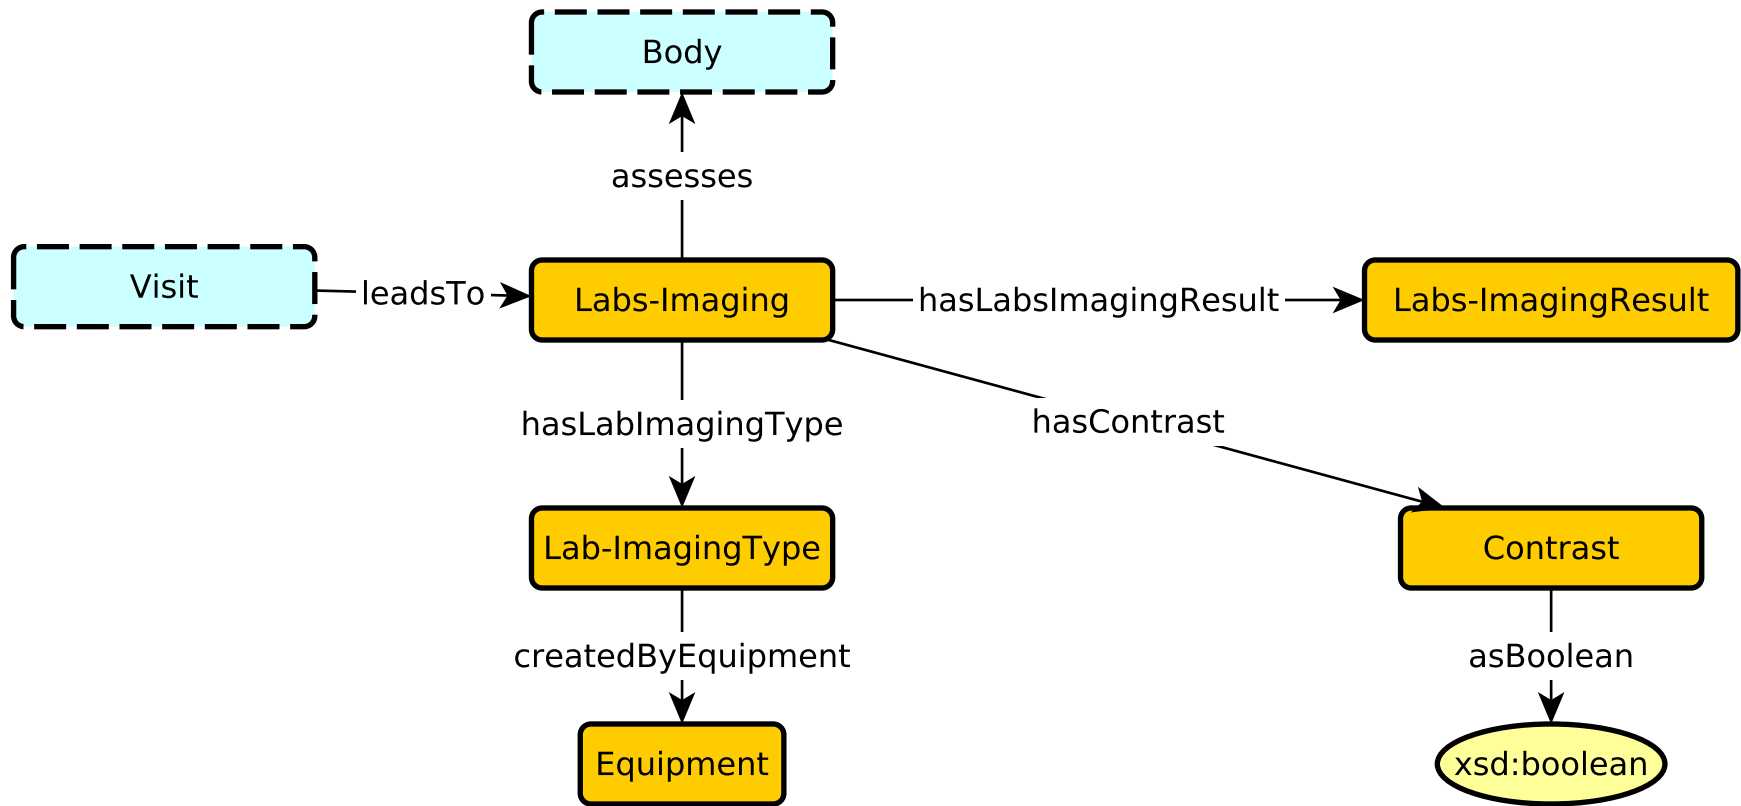 Body
assesses
Visit
leadsTo
Labs-Imaging
hasLabsImagingResult
Labs-ImagingResult
hasLabImagingType
hasContrast
Lab-ImagingType
Contrast
createdByEquipment
asBoolean
Equipment
xsd:boolean